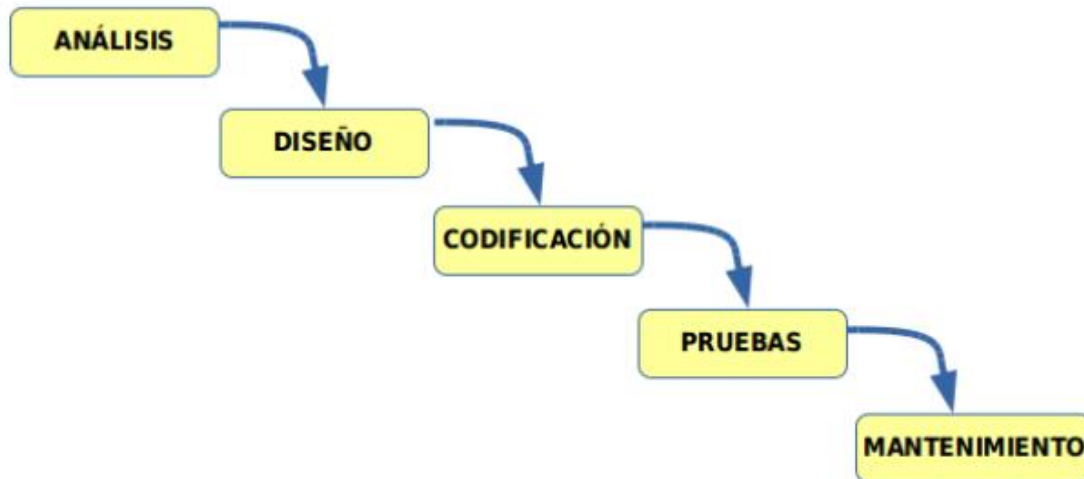 ANÁLISIS
DISEÑO
CODIFICACIÓN
PRUEBAS
MANTENIMIENTO